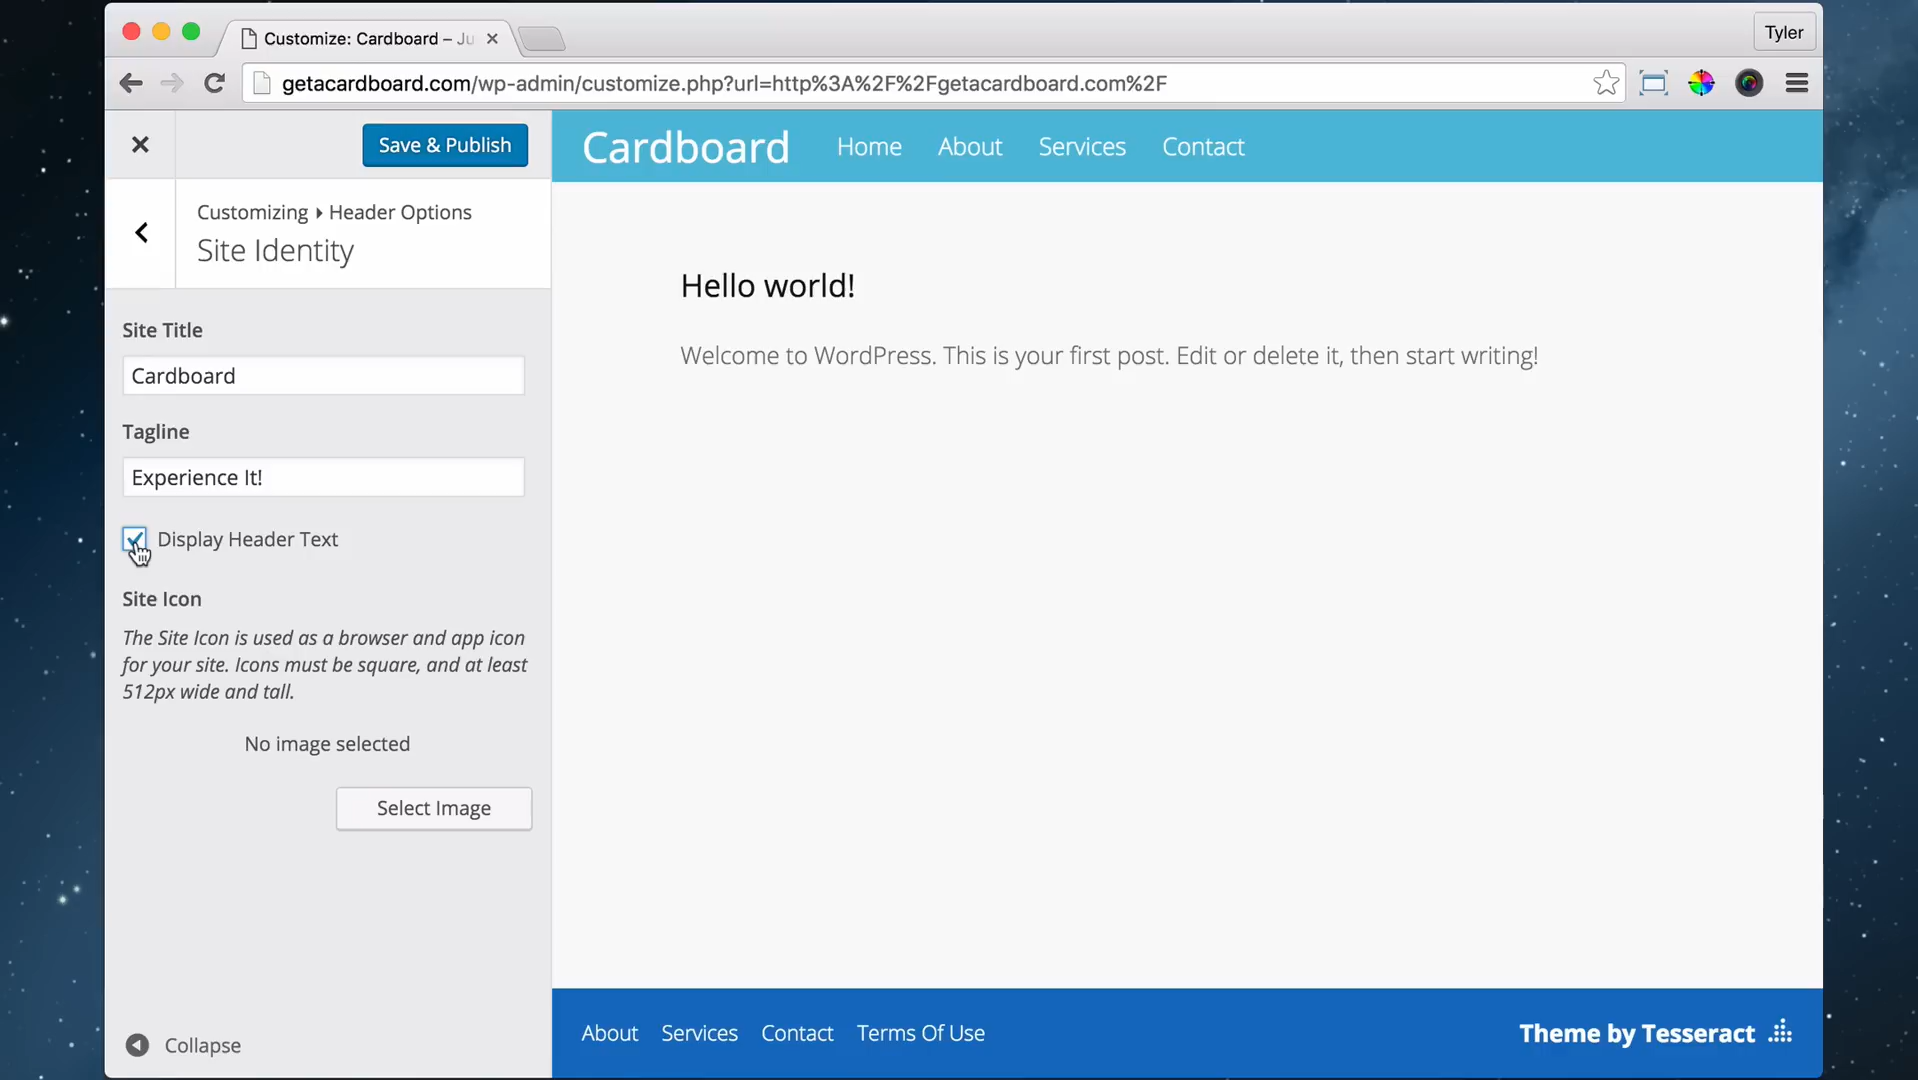 Customize: Cardboard – Ju
Tyler
getacardboard.com/wp-admin/customize.php?url=http%3A%2F%2Fgetacardboard.com%2F
Save & Publish
Customizing ▸ Header Options
Site Identity
Site Title
Cardboard
Tagline
Experience It!
Display Header Text
Site Icon
The Site Icon is used as a browser and app icon
for your site. Icons must be square, and at least
512px wide and tall.
No image selected
Select Image
Collapse
Cardboard Home About Services Contact
Hello world!
Welcome to WordPress. This is your first post. Edit or delete it, then start writing!
About Services Contact Terms Of Use
Theme by Tesseract